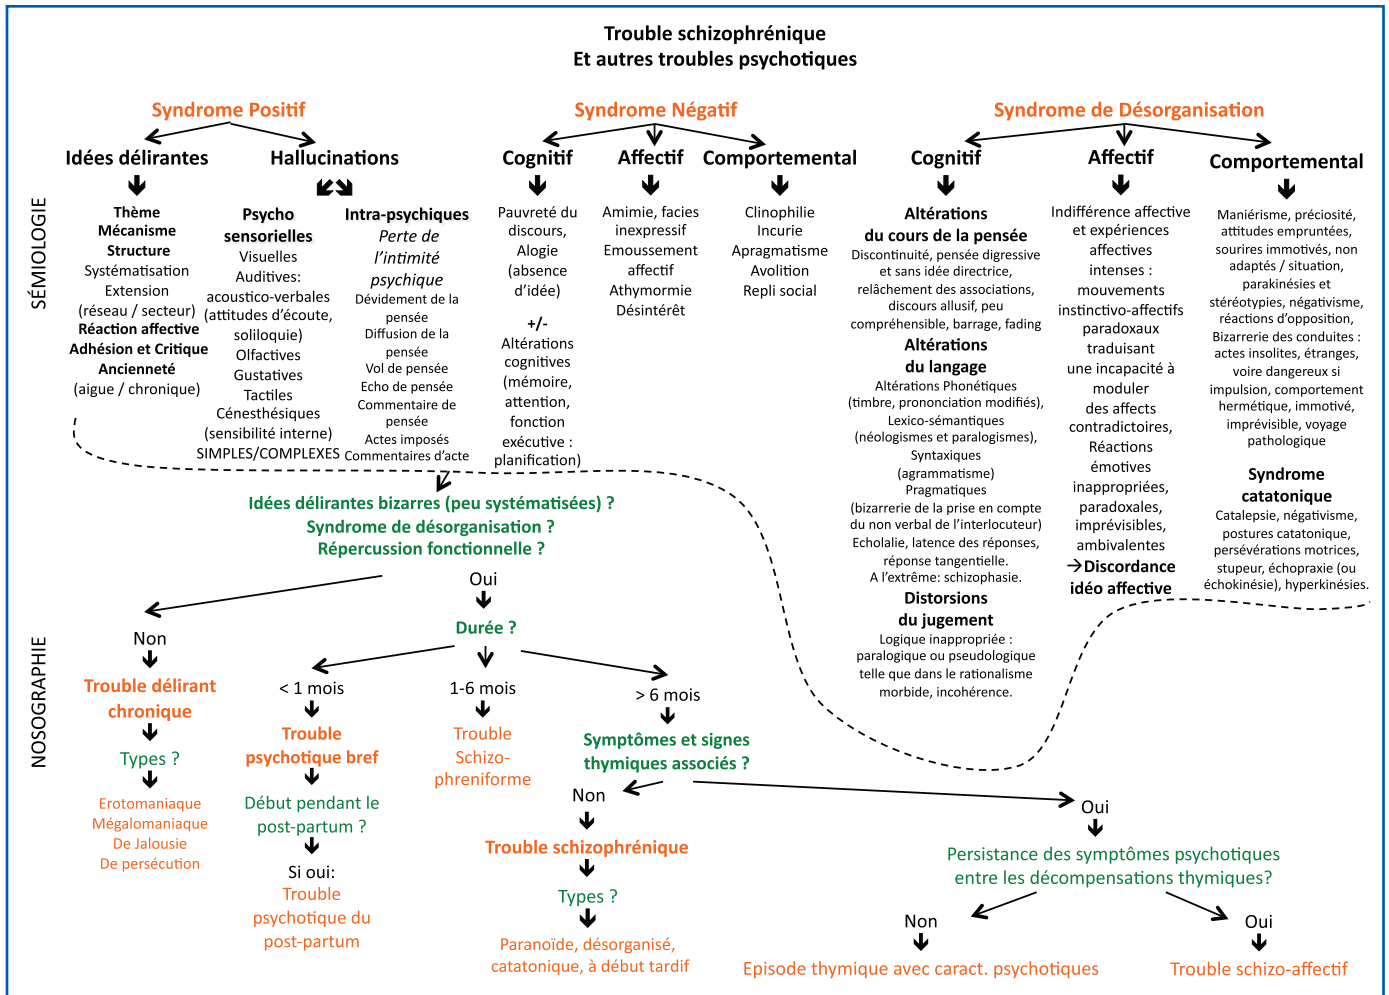 Trouble schizophrénique
Et autres troubles psychotiques
Syndrome Positif
Syndrome Négatif
Syndrome de Désorganisation
SÉMIOLOGIE
Idées délirantes
Thème
Mécanisme
Structure
Systématisation
Extension
(réseau / secteur)
Réaction affective
Adhésion et Critique
Ancienneté
(aigue / chronique)
Hallucinations
Psycho
sensorielles
Visuelles
Auditives:
acoustico-verbales
(attitudes d'écoute,
soliloquie)
Olfactives
Gustatives
Tactiles
Cénesthésiques
(sensibilité interne)
SIMPLES/COMPLEXES
Intra-psychiques
Perte de
l'intimité
psychique
Dévidement de la
pensée
Diffusion de la
pensée
Vol de pensée
Echo de pensée
Commentaire de
pensée
Actes imposés
Commentaires d'acte
Cognitif
Pauvreté du
discours,
Alogie
(absence
d'idée)
+/-
Altérations
cognitives
(mémoire,
attention,
fonction
exécutive :
planification)
Affectif
Amimie, facies
inexpressif
Emoussement
affectif
Athymormie
Désintérêt
Comportemental
Clinophilie
Incurie
Apragmatisme
Avolition
Repli social
Cognitif
Altérations
du cours de la pensée
Discontinuité, pensée digressive
et sans idée directrice,
relâchement des associations,
discours allusif, peu
compréhensible, barrage, fading
Altérations
du langage
Altérations Phonétiques
(timbre, prononciation modifiés),
Lexico-sémantiques
(néologismes et paralogismes),
Syntaxiques
(agrammatisme)
Pragmatiques
(bizarrerie de la prise en compte
du non verbal de l'interlocuteur)
Echolalie, latence des réponses,
réponse tangentielle.
A l'extrême: schizophasie.
Distorsions
du jugement
Logique inappropriée :
paralogique ou pseudologique
telle que dans le rationalisme
morbide, incohérence.
Affectif
Indifférence affective
et expériences
affectives
intenses :
mouvements
instinctivo-affectifs
paradoxaux
traduisant
une incapacité à
moduler
des affects
contradictoires,
Réactions
émotives
inappropriées,
paradoxales,
imprévisibles,
ambivalentes
→Discordance
idéo affective
Comportemental
Maniérisme, préciosité,
attitudes empruntées,
sourires immotivés, non
adaptés / situation,
parakinésies et
stéréotypies, négativisme,
réactions d'opposition,
Bizarrerie des conduites :
actes insolites, étranges,
voire dangereux si
impulsion, comportement
hermétique, immotivé,
imprévisible, voyage
pathologique
Syndrome
catatonique
Catalepsie, négativisme,
postures catatonique,
persévérations motrices,
stupeur, échopraxie (ou
échokinésie), hyperkinésies.
NOSOGRAPHIE
Idées délirantes bizarres (peu systématisées) ?
Syndrome de désorganisation ?
Répercussion fonctionnelle ?
Non
Trouble délirant
chronique
Types ?
Erotomaniaque
Mégalomaniaque
De Jalousie
De persécution
Oui
Durée ?
< 1 mois
Trouble
psychotique bref
Début pendant le
post-partum ?
Si oui:
Trouble
psychotique du
post-partum
1-6 mois
Trouble
Schizo-
phreniforme
> 6 mois
Symptômes et signes
thymiques associés ?
Non
Trouble schizophrénique
Types ?
Paranoïde, désorganisé,
catatonique, à début tardif
Oui
Persistance des symptômes psychotiques
entre les décompensations thymiques?
Non
Episode thymique avec caract. psychotiques
Oui
Trouble schizo-affectif